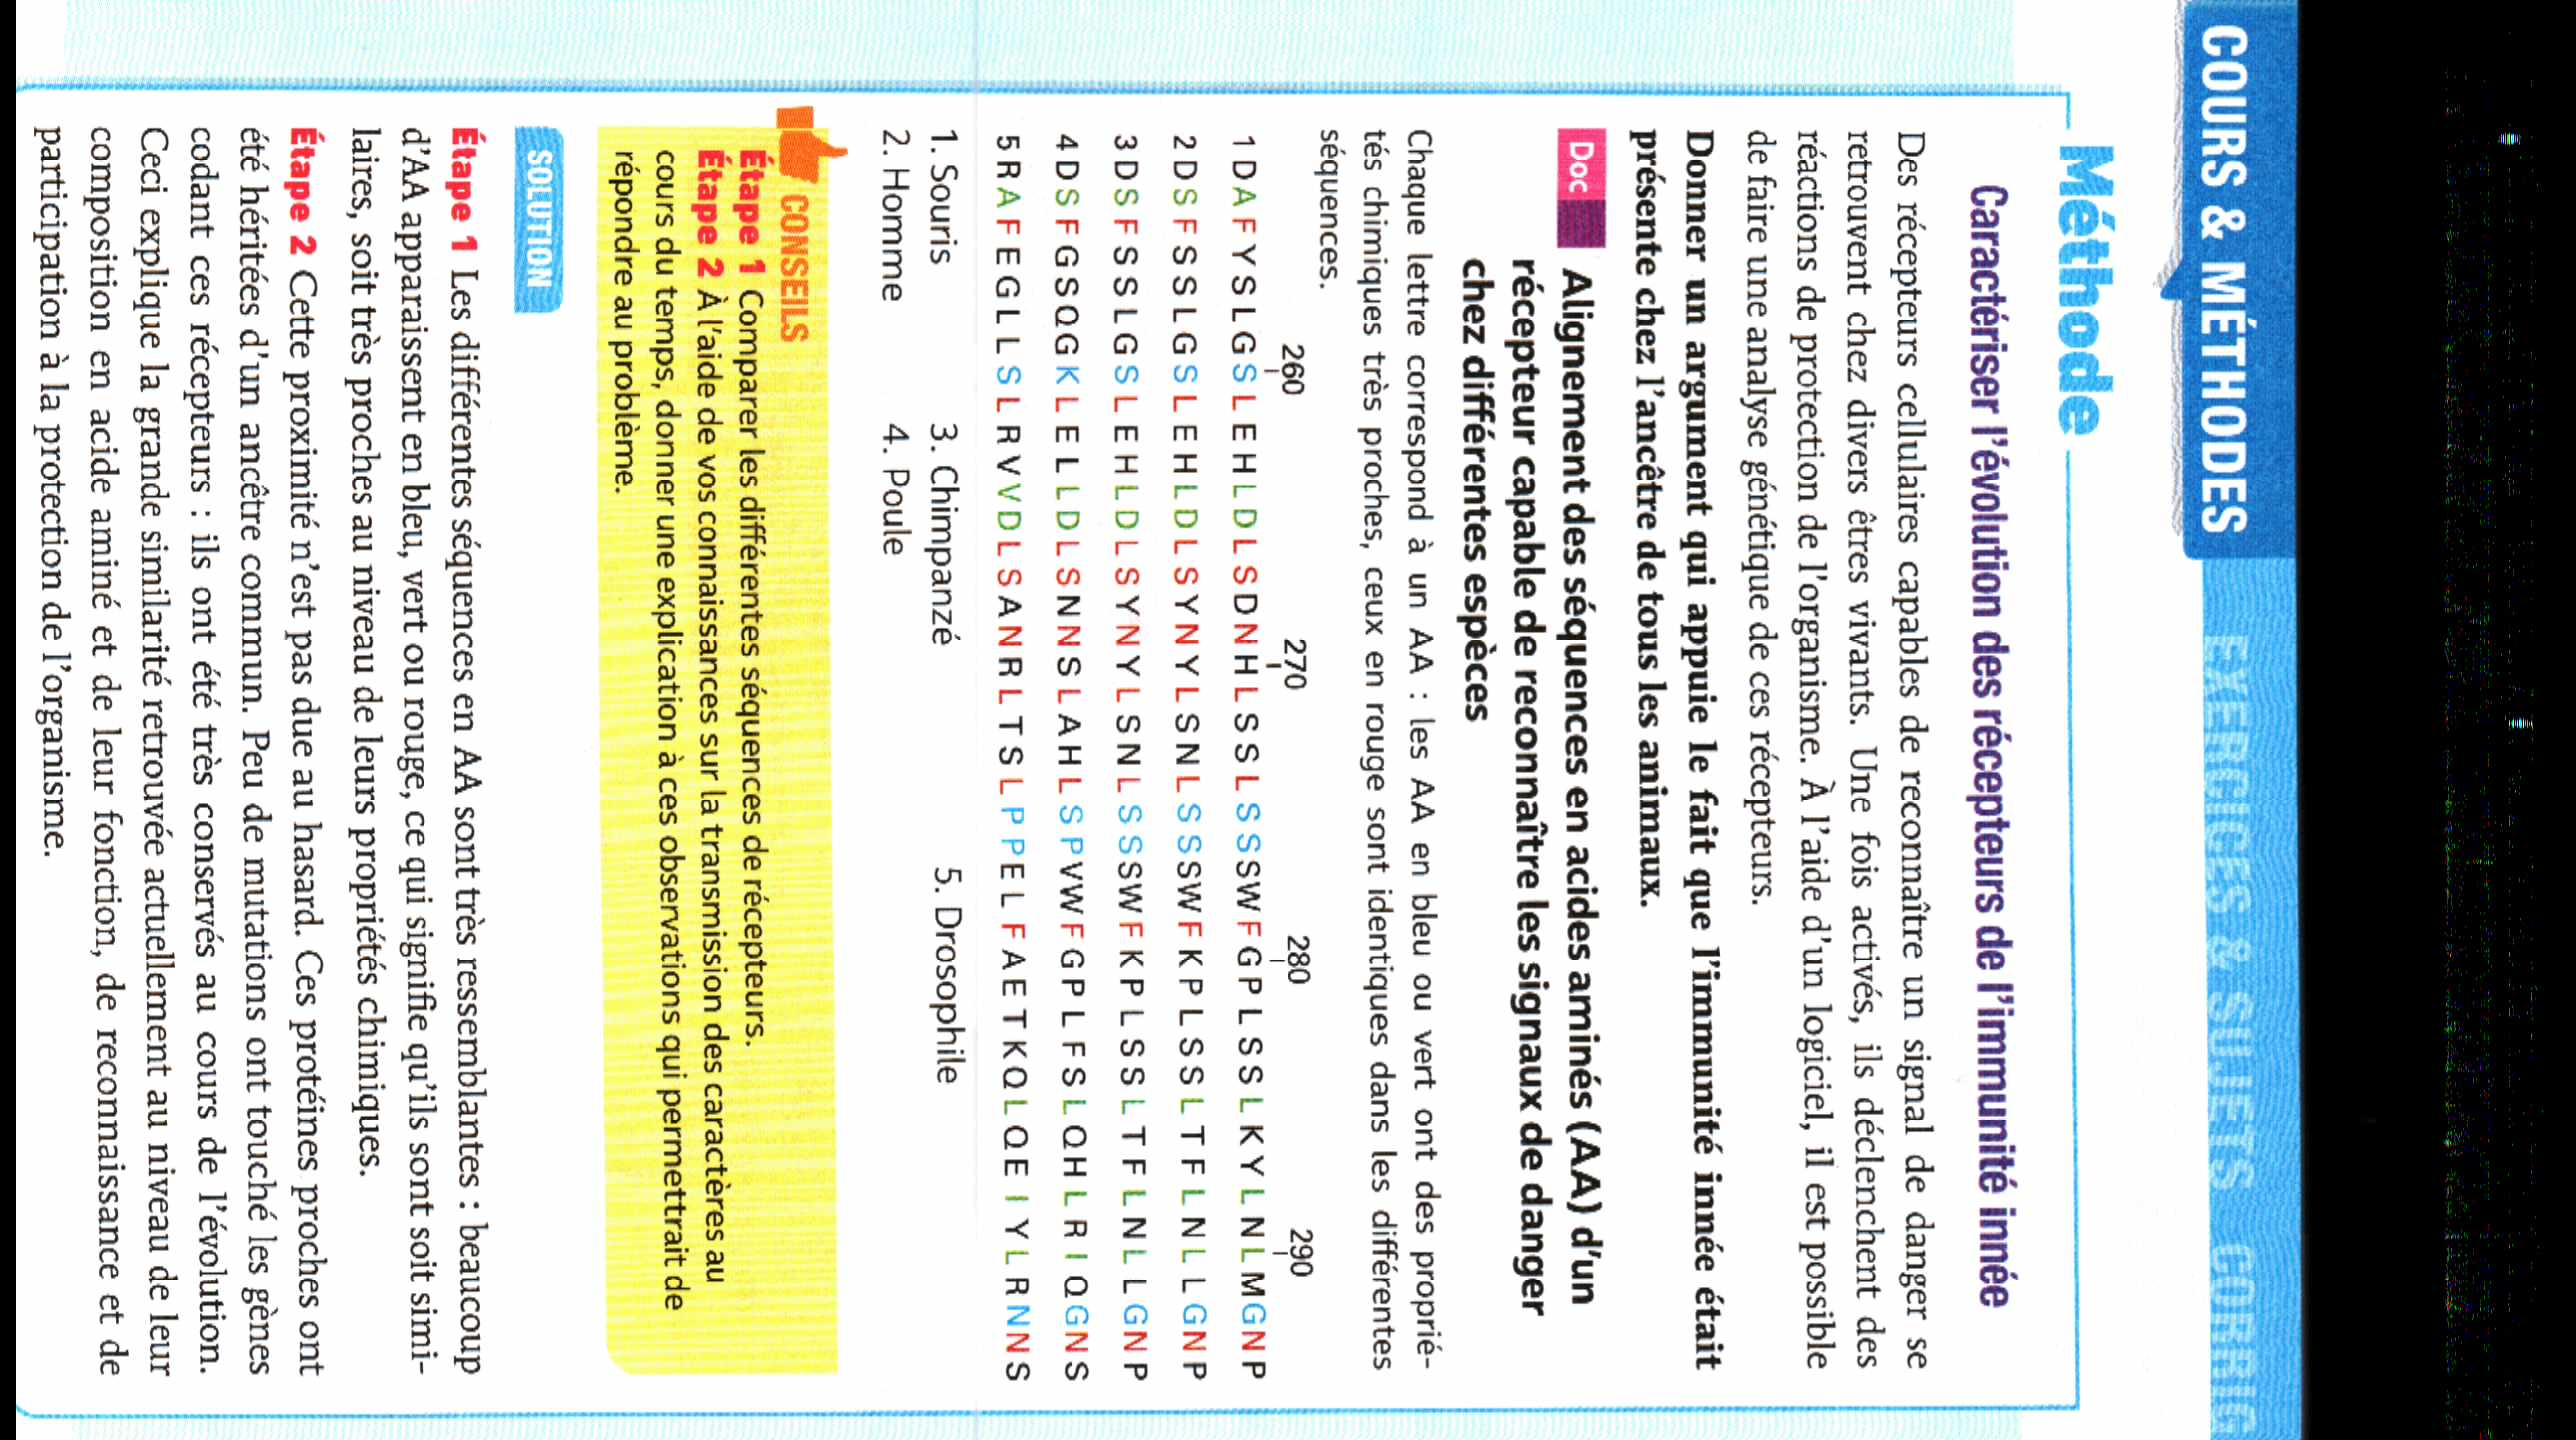 COURS & MÉTHODES
EXERCICES & SUJETS CORRIG
Méthode
Caractériser l'évolution des récepteurs de l'immunité innée
Des récepteurs cellulaires capables de reconnaître un signal de danger se
retrouvent chez divers êtres vivants. Une fois activés, ils déclenchent des
réactions de protection de l'organisme. À l'aide d'un logiciel, il est possible
de faire une analyse génétique de ces récepteurs.
Donner un argument qui appuie le fait que l'immunité innée était
présente chez l'ancêtre de tous les animaux.
Doc Alignement des séquences en acides aminés (AA) d'un
récepteur capable de reconnaître les signaux de danger
chez différentes espèces
Chaque lettre correspond à un AA : les AA en bleu ou vert ont des proprié-
tés chimiques très proches, ceux en rouge sont identiques dans les différentes
séquences.
260 270 280 290
1 D A F Y S L G S L E H L D L S D N H L S S L S S S W F G P L S S L K Y L N L M G N P
2 D S F S S L G S L E H L D L S Y N Y L S N L S S S W F K P L S S L T F L N L L G N P
3 D S F S S L G S L E H L D L S Y N Y L S N L S S S W F K P L S S L T F L N L L G N P
4 D S F G S Q G K L E L L D L S N N S L A H L S P V W F G P L F S L Q H L R I Q G N S
5 R A F E G L L S L R V V D L S A N R L T S L P P E L F A E T K Q L Q E I Y L R N N S
1. Souris 3. Chimpanzé 5. Drosophile
2. Homme 4. Poule
CONSEILS
Étape 1 Comparer les différentes séquences de récepteurs.
Étape 2 À l'aide de vos connaissances sur la transmission des caractères au
cours du temps, donner une explication à ces observations qui permettrait de
répondre au problème.
SOLUTION
Étape 1 Les différentes séquences en AA sont très ressemblantes : beaucoup
d'AA apparaissent en bleu, vert ou rouge, ce qui signifie qu'ils sont soit simi-
laires, soit très proches au niveau de leurs propriétés chimiques.
Étape 2 Cette proximité n'est pas due au hasard. Ces protéines proches ont
été héritées d'un ancêtre commun. Peu de mutations ont touché les gènes
codant ces récepteurs : ils ont été très conservés au cours de l'évolution.
Ceci explique la grande similarité retrouvée actuellement au niveau de leur
composition en acide aminé et de leur fonction, de reconnaissance et de
participation à la protection de l'organisme.